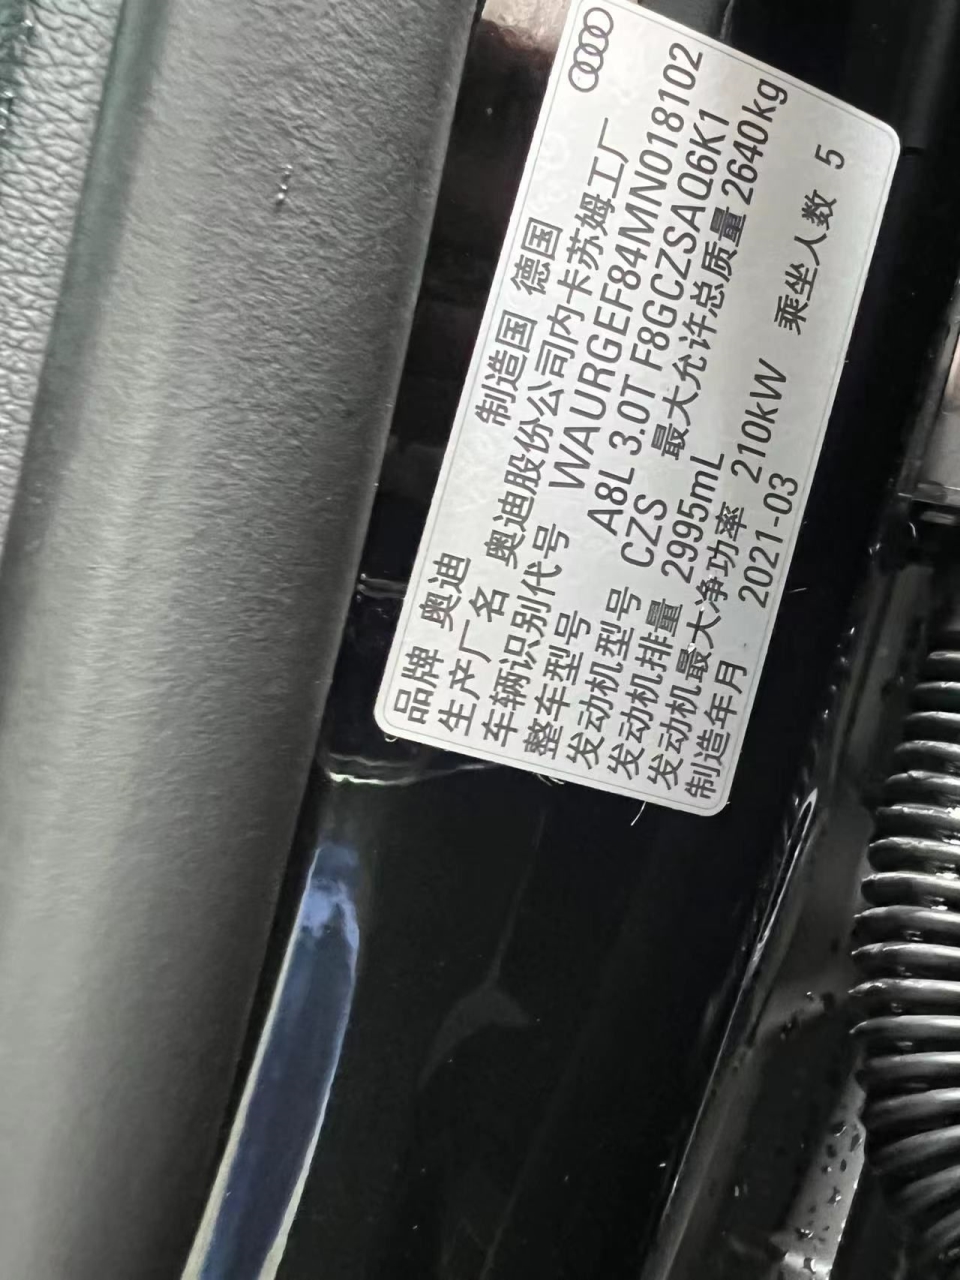 品牌 奥迪 制造国 德国
生产厂名 奥迪股份公司内卡苏姆工厂
车辆识别代号 WAURGEF84MN018102
整车型号 A8L 3.0T F8GCZSAQ6K1
发动机型号 CZS 最大允许总质量 2640kg
发动机排量 2995mL
发动机最大净功率 210kW 乘坐人数 5
制造年月 2021-03